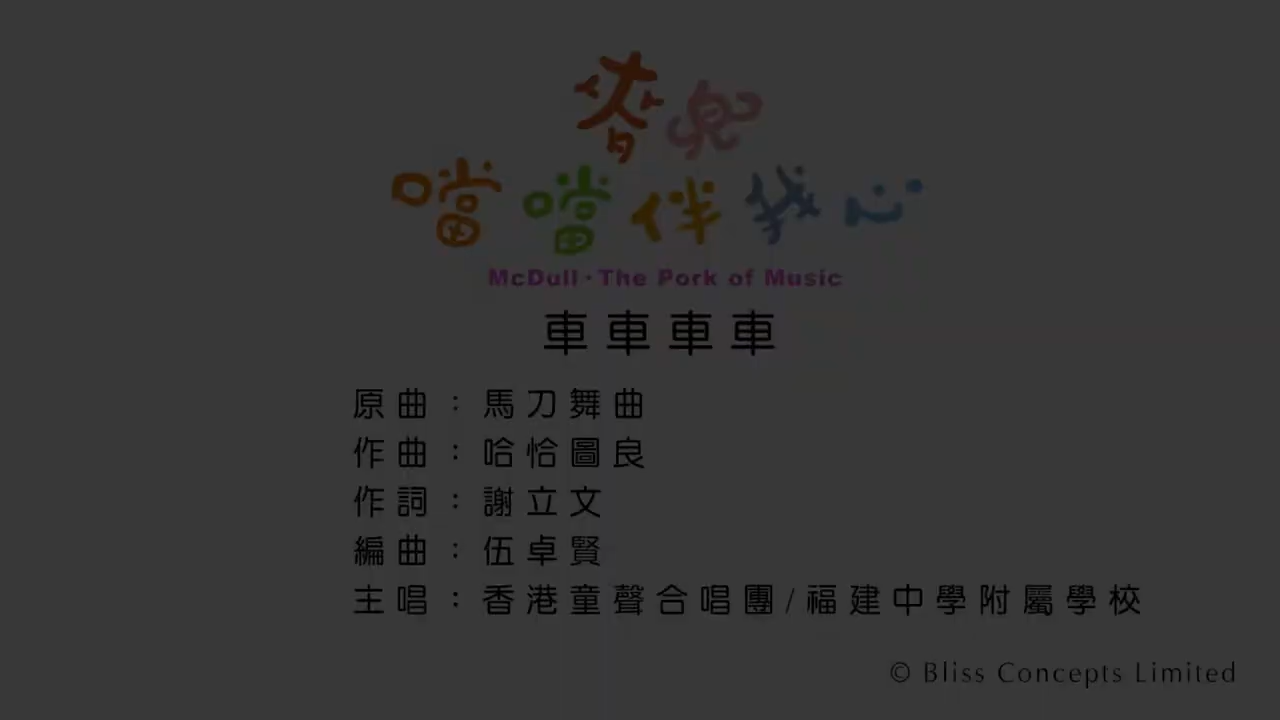 麥兜
噹噹伴我心
McDull·The Pork of Music
車車車車
原曲：馬刀舞曲
作曲：哈恰圖良
作詞：謝立文
編曲：伍卓賢
主唱：香港童聲合唱團/福建中學附屬學校
© Bliss Concepts Limited